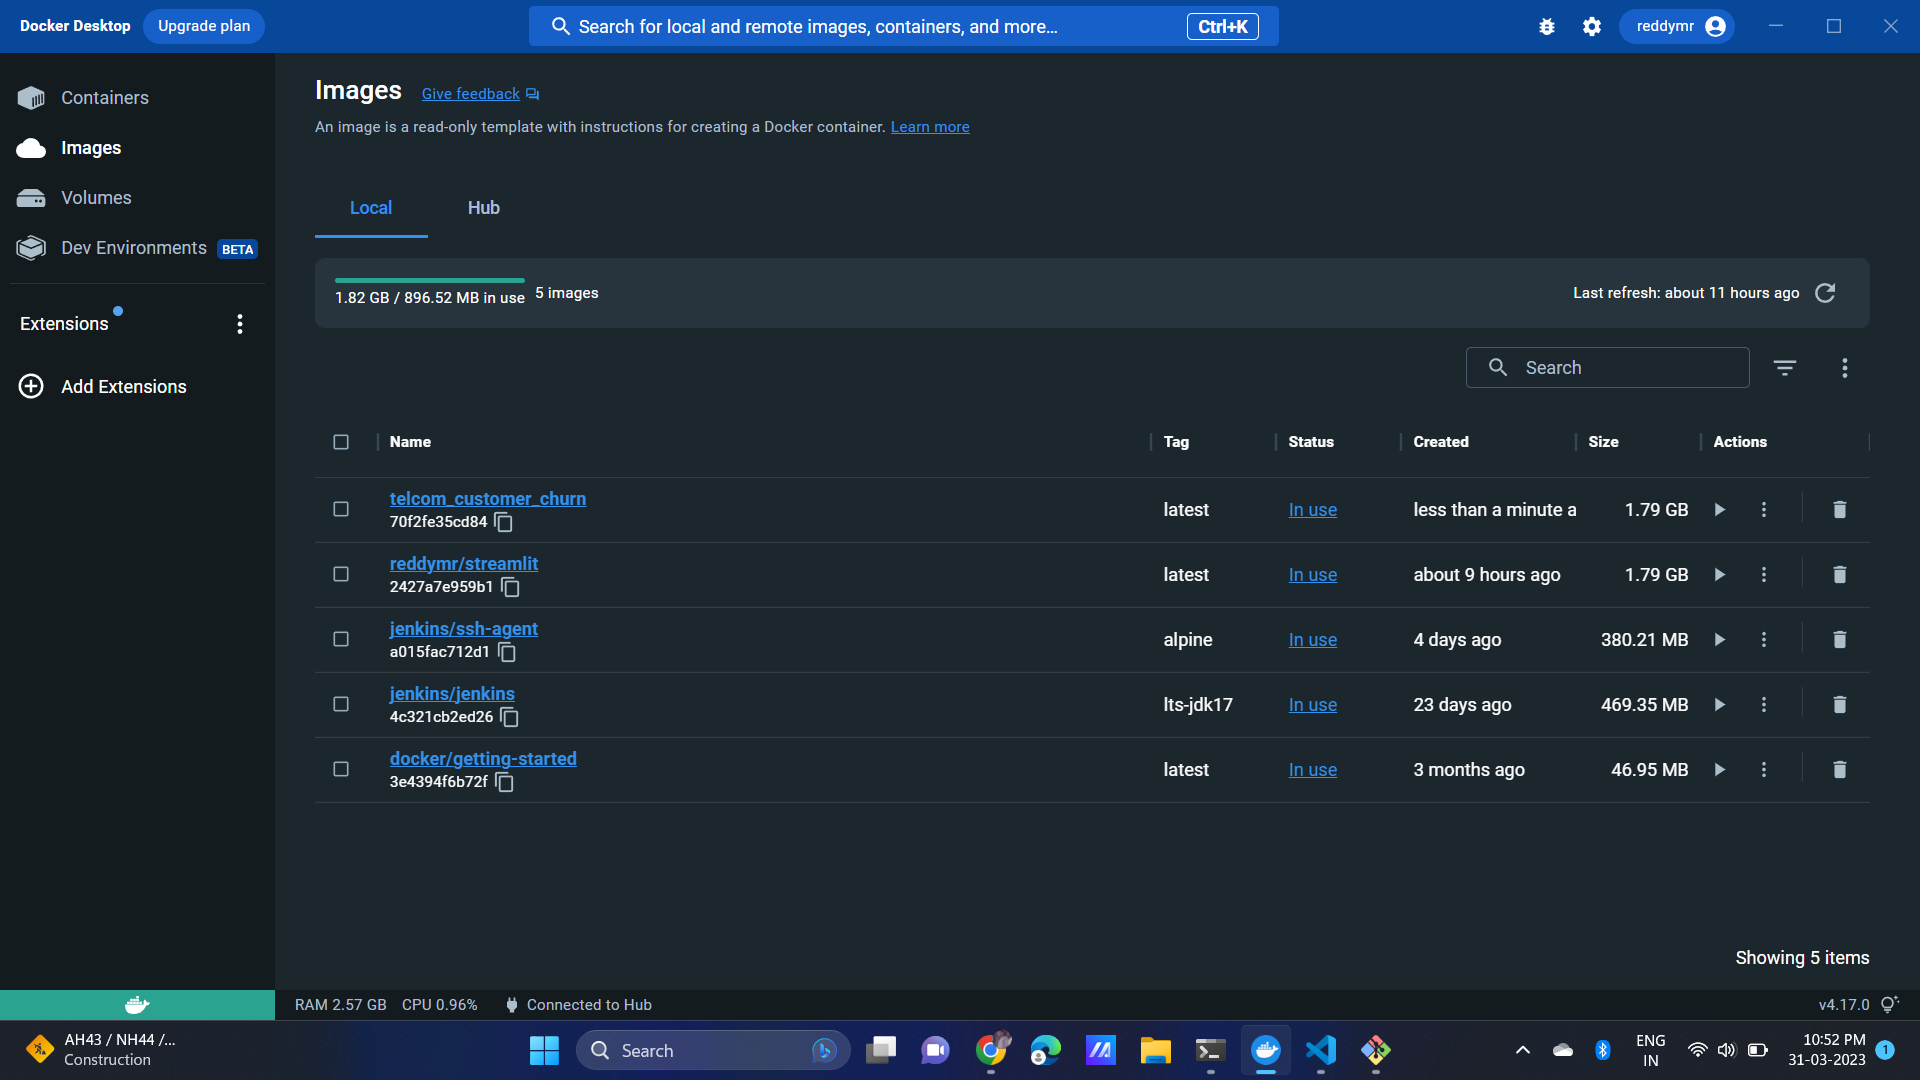 Docker Desktop Upgrade plan Search for local and remote images, containers, and more... Ctrl+K reddymr
Containers
Images
Volumes
Dev Environments BETA
Extensions
Add Extensions
Images Give feedback
An image is a read-only template with instructions for creating a Docker container. Learn more
Local Hub
1.82 GB / 896.52 MB in use 5 images Last refresh: about 11 hours ago
Search
Name Tag Status Created Size Actions
telcom_customer_churn
70f2fe35cd84
latest In use less than a minute a 1.79 GB
reddymr/streamlit
2427a7e959b1
latest In use about 9 hours ago 1.79 GB
jenkins/ssh-agent
a015fac712d1
alpine In use 4 days ago 380.21 MB
jenkins/jenkins
4c321cb2ed26
lts-jdk17 In use 23 days ago 469.35 MB
docker/getting-started
3e4394f6b72f
latest In use 3 months ago 46.95 MB
Showing 5 items
RAM 2.57 GB CPU 0.96% Connected to Hub v4.17.0
AH43 / NH44 /...
Construction
Search
ENG
IN
10:52 PM
31-03-2023
1